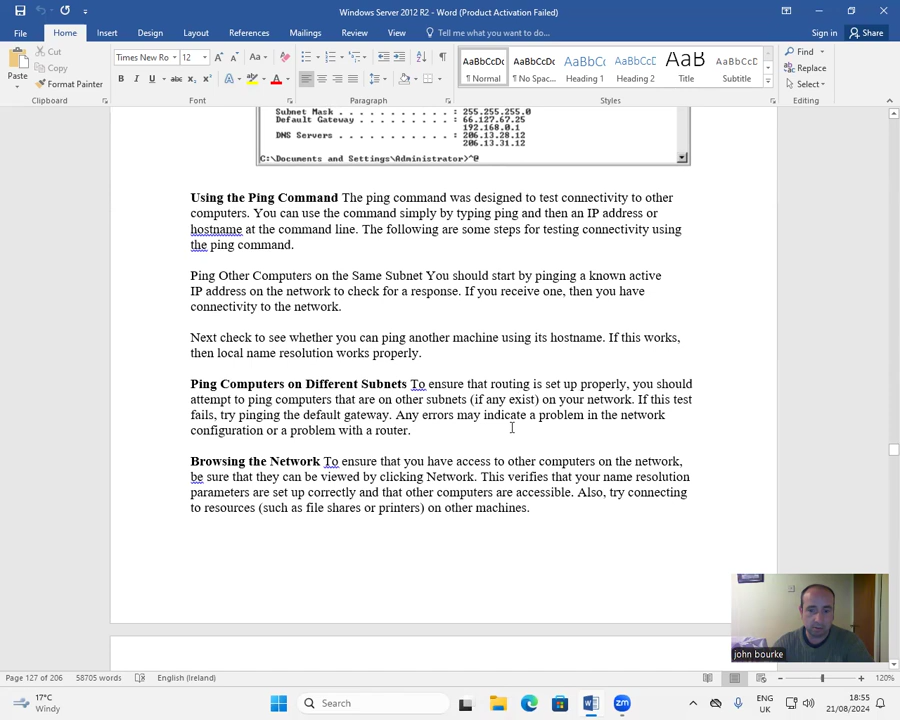 Windows Server 2012 R2 - Word (Product Activation Failed)
File Home Insert Design Layout References Mailings Review View Tell me what you want to do... Sign in Share
Paste Cut Copy Format Painter
Times New Ro 12 Aa
AaBbCcDc AaBbCcDc AaBbCc AaBbCcC AaBb AaBbCcC
¶ Normal ¶ No Spac... Heading 1 Heading 2 Title Subtitle
Find Replace Select
Clipboard Font Paragraph Styles Editing
Subnet Mask . . . . . . . . . . . : 255.255.255.0
Default Gateway . . . . . . . . . : 66.127.67.25
192.168.0.1
DNS Servers . . . . . . . . . . . : 206.13.28.12
206.13.31.12
C:\Documents and Settings\Administrator>^@
Using the Ping Command The ping command was designed to test connectivity to other
computers. You can use the command simply by typing ping and then an IP address or
hostname at the command line. The following are some steps for testing connectivity using
the ping command.
Ping Other Computers on the Same Subnet You should start by pinging a known active
IP address on the network to check for a response. If you receive one, then you have
connectivity to the network.
Next check to see whether you can ping another machine using its hostname. If this works,
then local name resolution works properly.
Ping Computers on Different Subnets To ensure that routing is set up properly, you should
attempt to ping computers that are on other subnets (if any exist) on your network. If this test
fails, try pinging the default gateway. Any errors may indicate a problem in the network
configuration or a problem with a router.
Browsing the Network To ensure that you have access to other computers on the network,
be sure that they can be viewed by clicking Network. This verifies that your name resolution
parameters are set up correctly and that other computers are accessible. Also, try connecting
to resources (such as file shares or printers) on other machines.
john bourke
Page 127 of 206 58705 words English (Ireland) 120%
17°C
Windy
Search
ENG
UK
18:55
21/08/2024